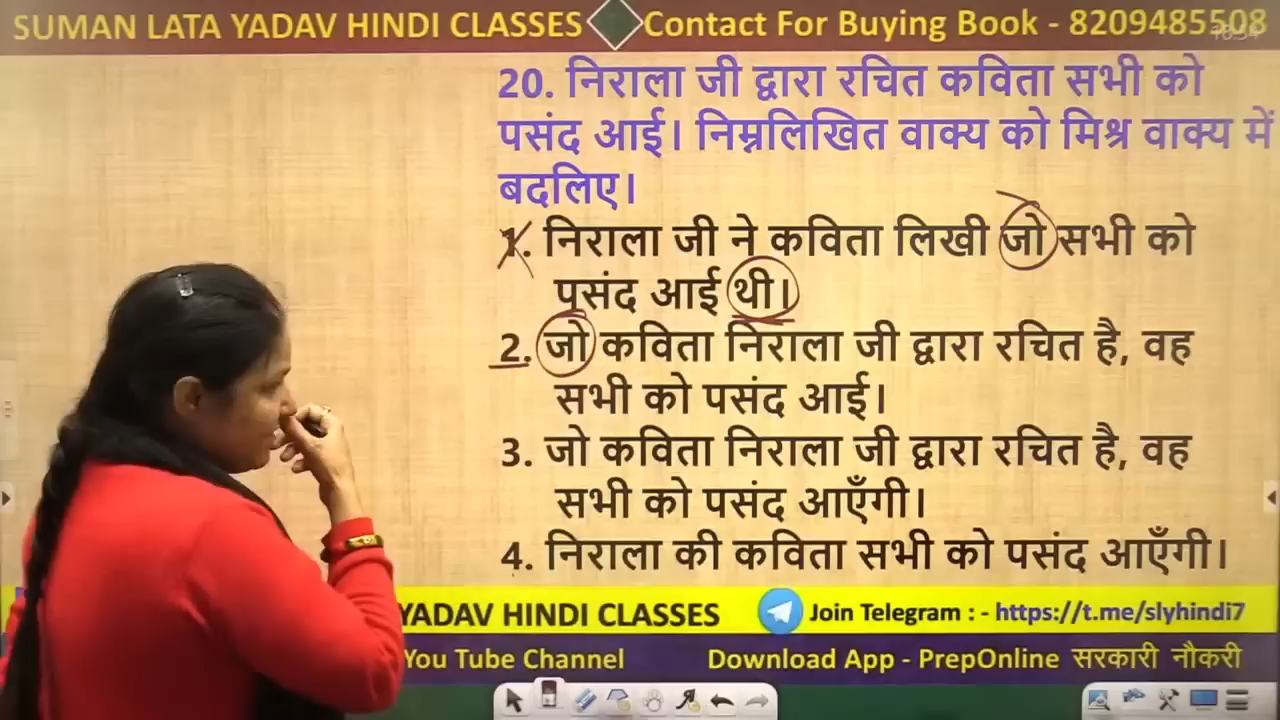 SUMAN LATA YADAV HINDI CLASSES Contact For Buying Book - 8209485508
20. निराला जी द्वारा रचित कविता सभी को
पसंद आई। निम्नलिखित वाक्य को मिश्र वाक्य में
बदलिए।
1. निराला जी ने कविता लिखी जो सभी को
पसंद आई थी।
2. जो कविता निराला जी द्वारा रचित है, वह
सभी को पसंद आई।
3. जो कविता निराला जी द्वारा रचित है, वह
सभी को पसंद आएँगी।
4. निराला की कविता सभी को पसंद आएँगी।
YADAV HINDI CLASSES Join Telegram : - https://t.me/slyhindi7
You Tube Channel Download App - PrepOnline सरकारी नौकरी